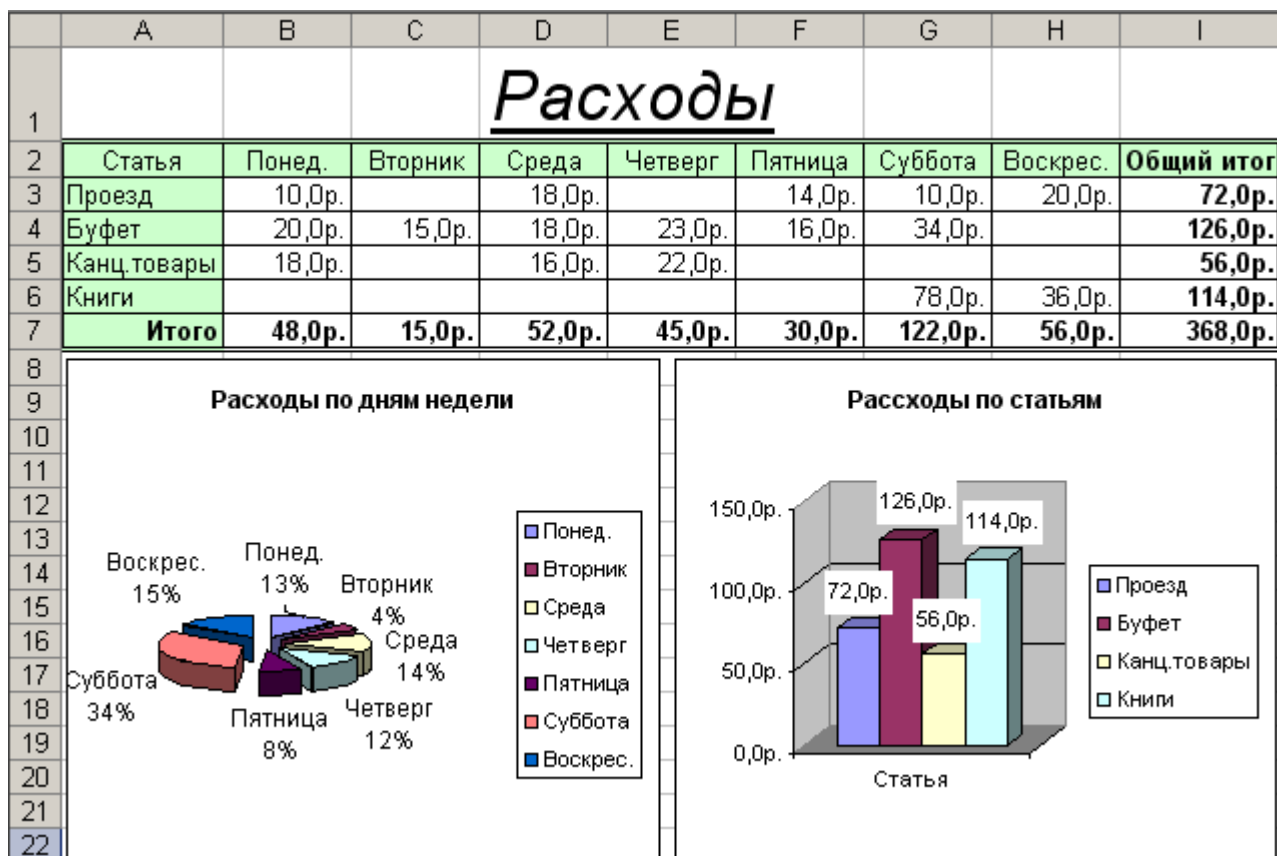 A B C D E F G H I
1 Расходы
2 Статья Понед. Вторник Среда Четверг Пятница Суббота Воскрес. Общий итог
3 Проезд 10,0р. 18,0р. 14,0р. 10,0р. 20,0р. 72,0р.
4 Буфет 20,0р. 15,0р. 18,0р. 23,0р. 16,0р. 34,0р. 126,0р.
5 Канц.товары 18,0р. 16,0р. 22,0р. 56,0р.
6 Книги 78,0р. 36,0р. 114,0р.
7 Итого 48,0р. 15,0р. 52,0р. 45,0р. 30,0р. 122,0р. 56,0р. 368,0р.
8
9
10
11
12
13
14
15
16
17
18
19
20
21
22
Расходы по дням недели
Понед.
13%
Вторник
4%
Среда
14%
Четверг
12%
Пятница
8%
Суббота
34%
Воскрес.
15%
Понед.
Вторник
Среда
Четверг
Пятница
Суббота
Воскрес.
Рассходы по статьям
150,0р.
100,0р.
50,0р.
0,0р.
72,0р.
126,0р.
56,0р.
114,0р.
Статья
Проезд
Буфет
Канц.товары
Книги